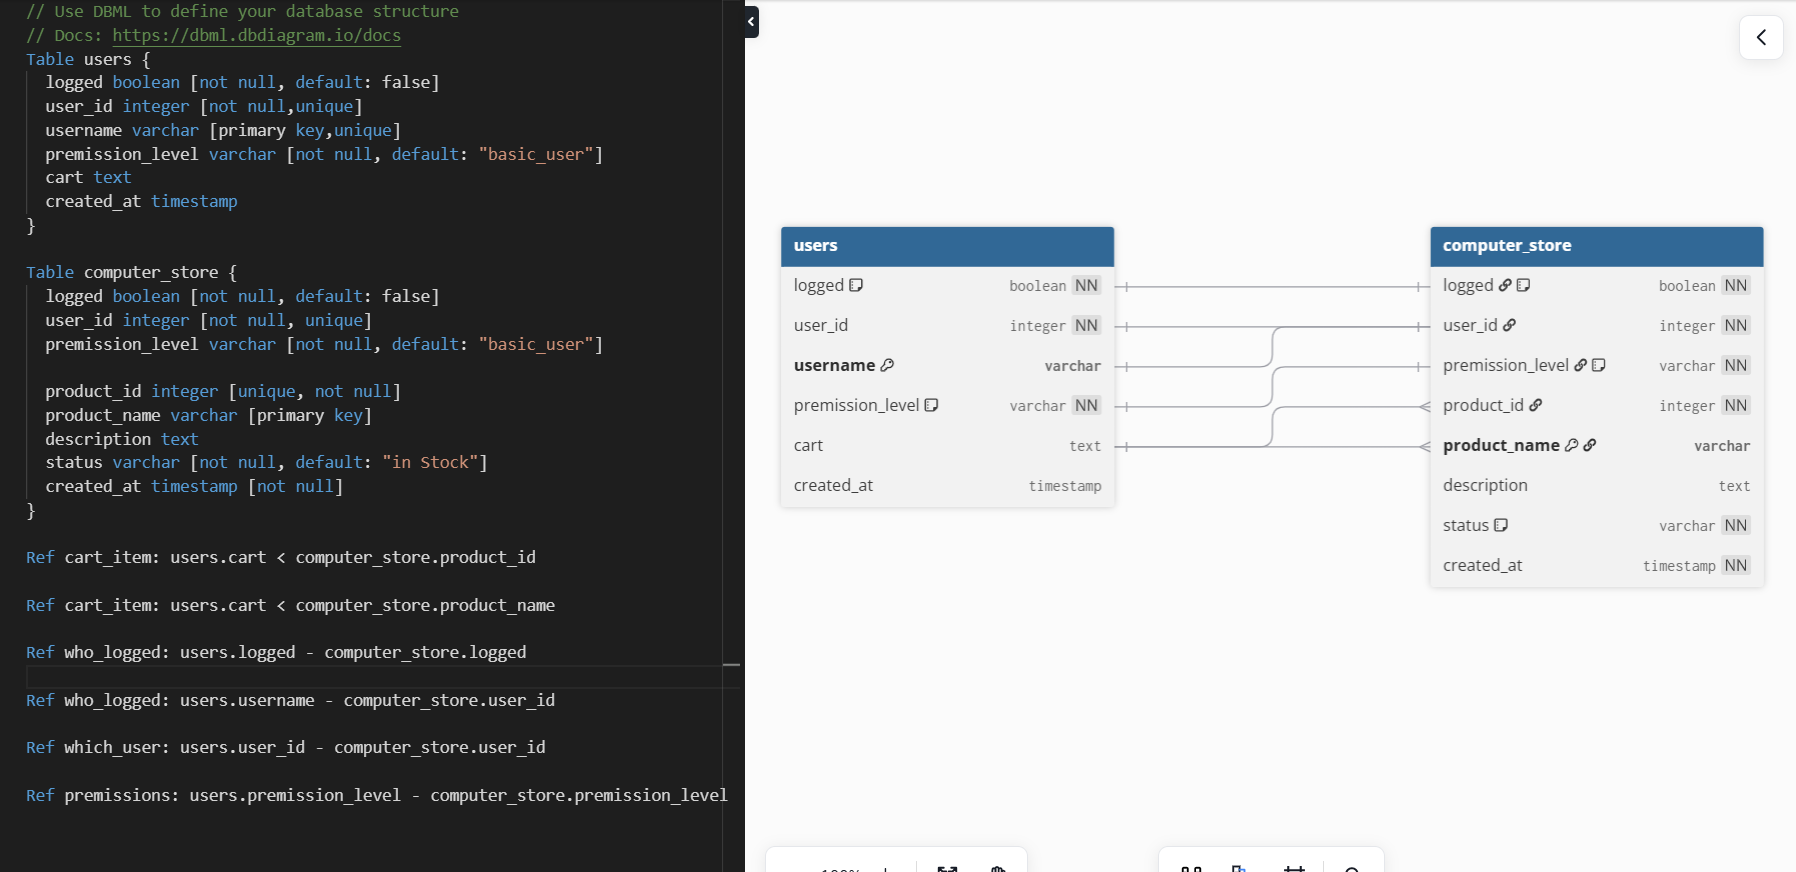 // Use DBML to define your database structure
// Docs: https://dbml.dbdiagram.io/docs
Table users {
  logged boolean [not null, default: false]
  user_id integer [not null,unique]
  username varchar [primary key,unique]
  premission_level varchar [not null, default: "basic_user"]
  cart text
  created_at timestamp
}

Table computer_store {
  logged boolean [not null, default: false]
  user_id integer [not null, unique]
  premission_level varchar [not null, default: "basic_user"]

  product_id integer [unique, not null]
  product_name varchar [primary key]
  description text
  status varchar [not null, default: "in Stock"]
  created_at timestamp [not null]
}

Ref cart_item: users.cart < computer_store.product_id

Ref cart_item: users.cart < computer_store.product_name

Ref who_logged: users.logged - computer_store.logged

Ref who_logged: users.username - computer_store.user_id

Ref which_user: users.user_id - computer_store.user_id

Ref premissions: users.premission_level - computer_store.premission_level

users
logged boolean NN
user_id integer NN
username varchar
premission_level varchar NN
cart text
created_at timestamp

computer_store
logged boolean NN
user_id integer NN
premission_level varchar NN
product_id integer NN
product_name varchar
description text
status varchar NN
created_at timestamp NN